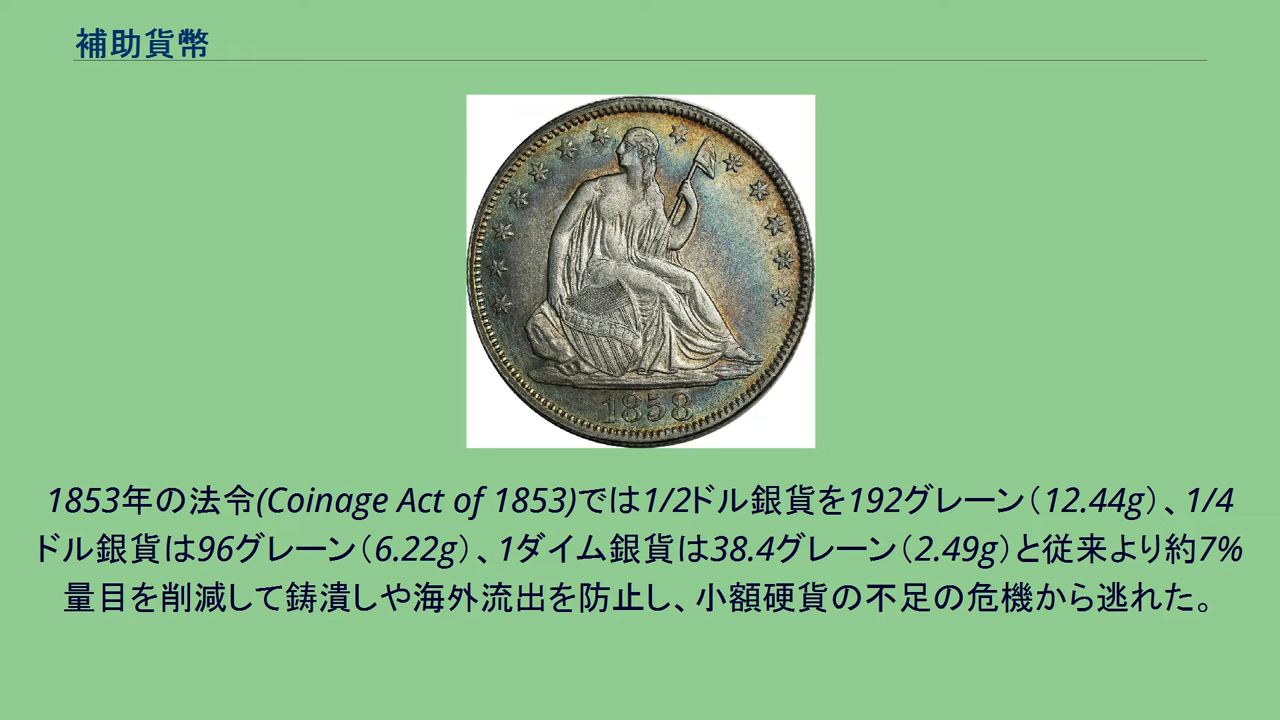 補助貨幣
LIBERTY
1858
1853年の法令(Coinage Act of 1853)では1/2ドル銀貨を192グレーン（12.44g）、1/4
ドル銀貨は96グレーン（6.22g）、1ダイム銀貨は38.4グレーン（2.49g）と従来より約7%
量目を削減して鋳潰しや海外流出を防止し、小額硬貨の不足の危機から逃れた。